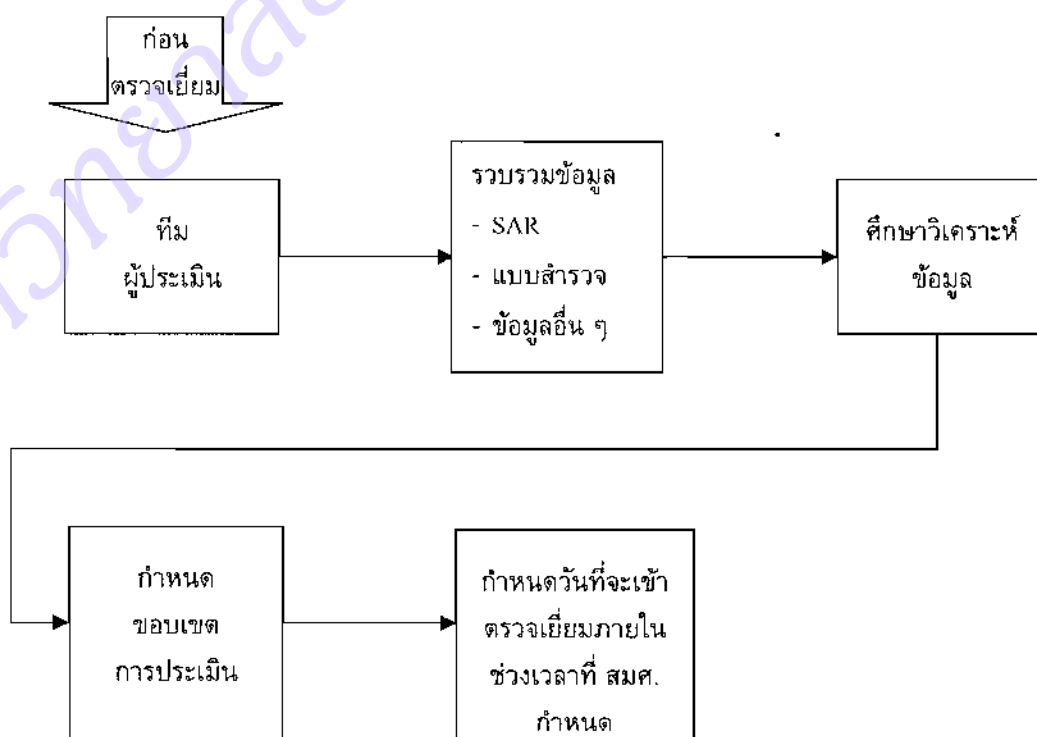 ก่อน
ตรวจเยี่ยม
ทีม
ผู้ประเมิน
รวบรวมข้อมูล
- SAR
- แบบสำรวจ
- ข้อมูลอื่น ๆ
ศึกษาวิเคราะห์
ข้อมูล
กำหนด
ขอบเขต
การประเมิน
กำหนดวันที่จะเข้า
ตรวจเยี่ยมภายใน
ช่วงเวลาที่ สมศ.
กำหนด